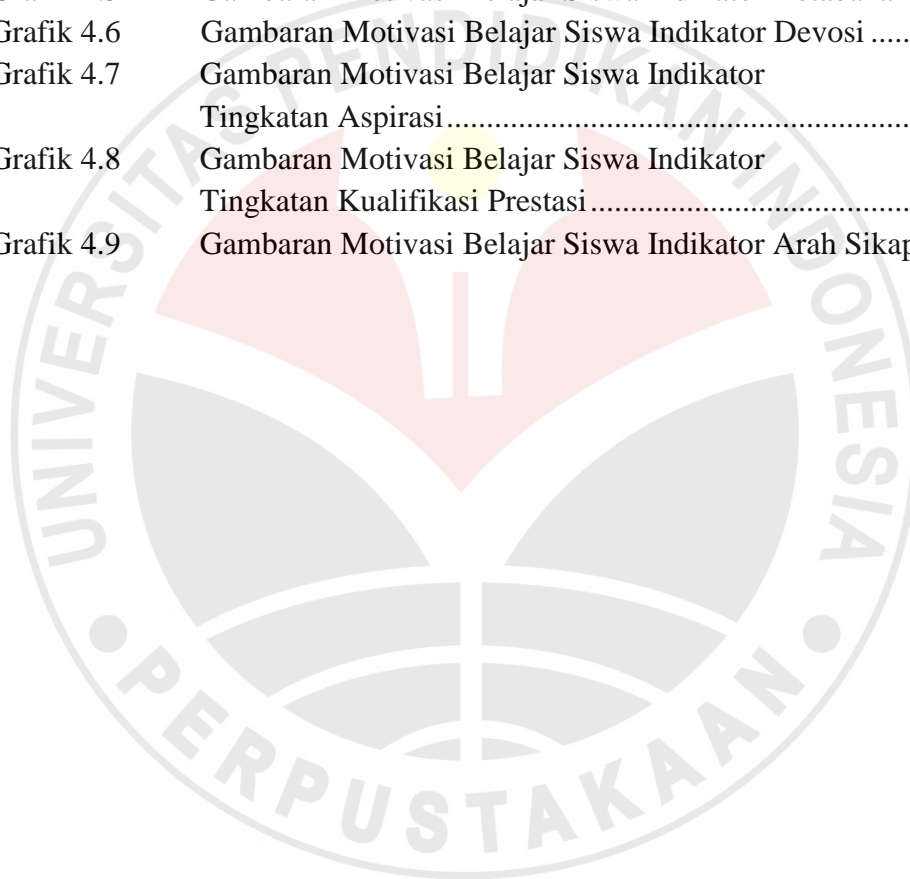 Grafik 4.6 Gambaran Motivasi Belajar Siswa Indikator Devosi .....
Grafik 4.7 Gambaran Motivasi Belajar Siswa Indikator
Tingkatan Aspirasi.......................................................
Grafik 4.8 Gambaran Motivasi Belajar Siswa Indikator
Tingkatan Kualifikasi Prestasi...................................
Grafik 4.9 Gambaran Motivasi Belajar Siswa Indikator Arah Sikap
UNIVERSITAS PENDIDIKAN INDONESIA
PERPUSTAKAAN